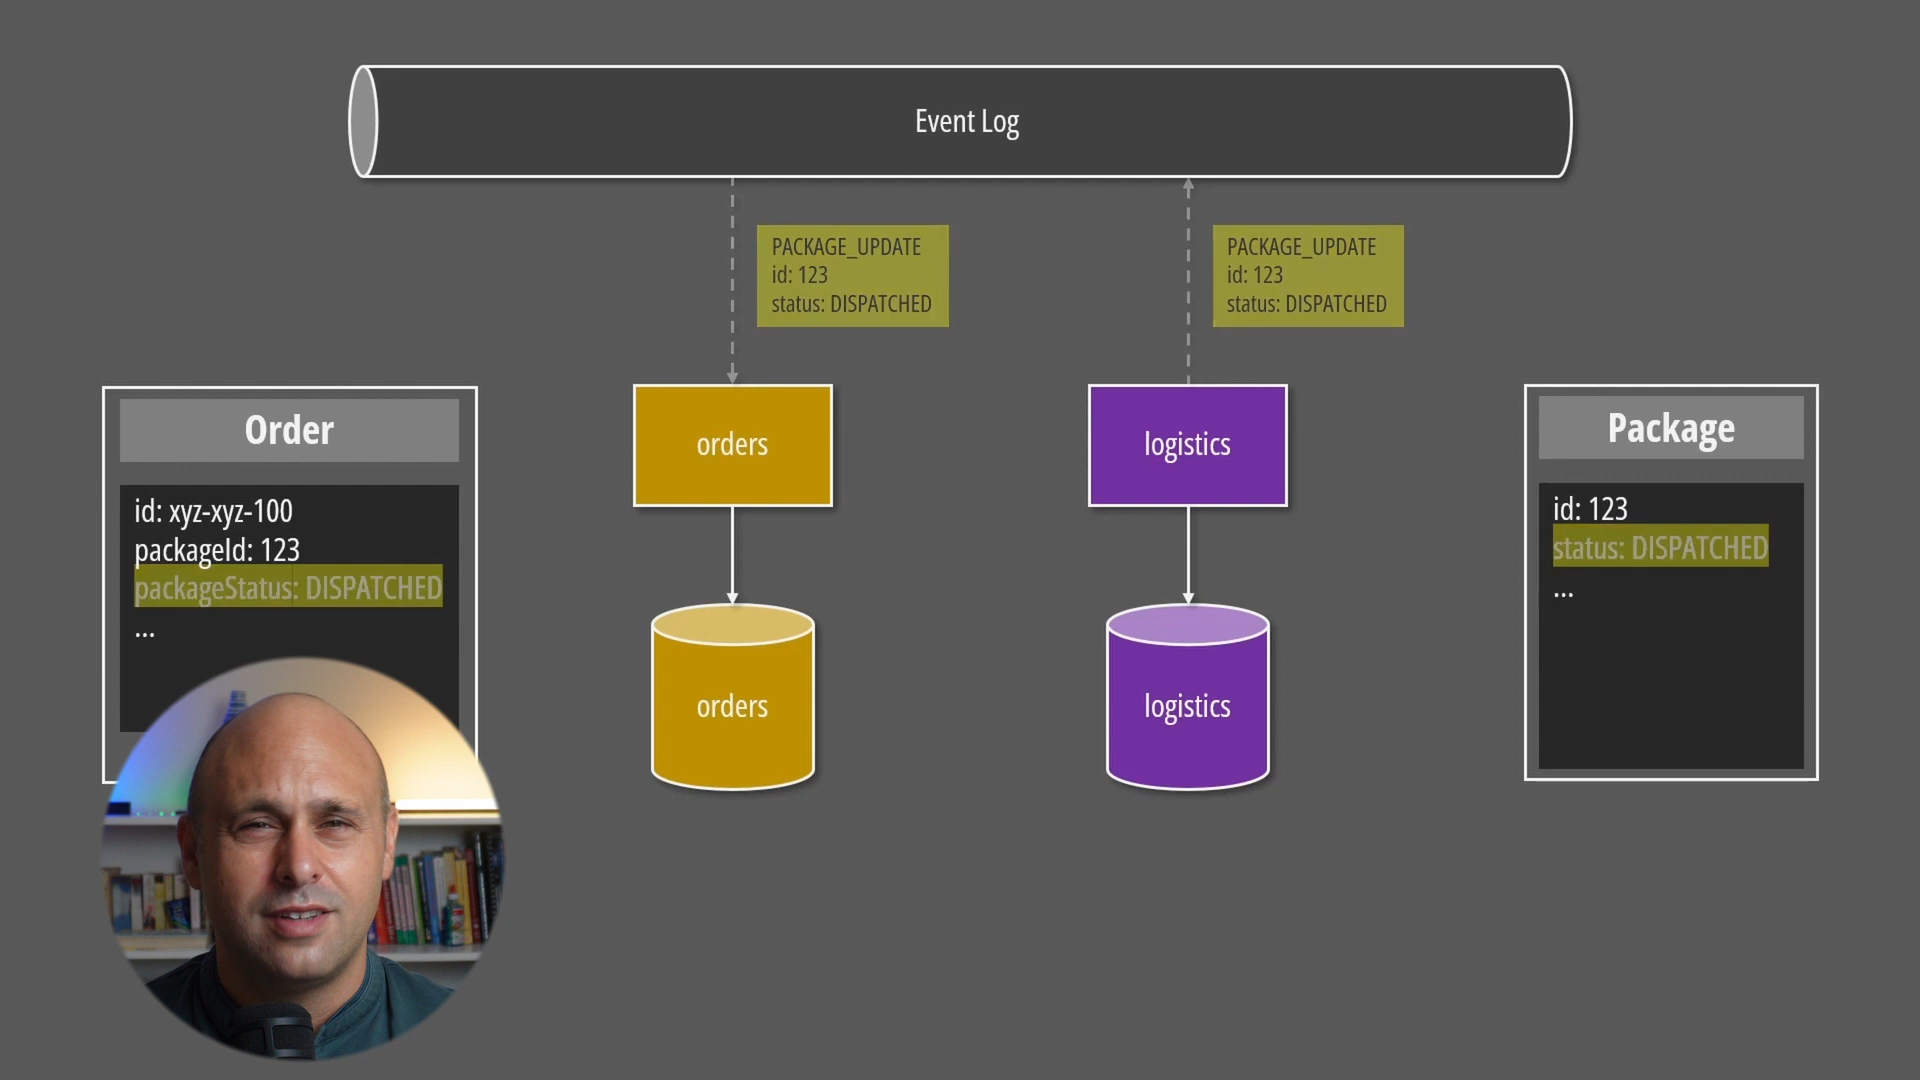 Event Log
PACKAGE_UPDATE
id: 123
status: DISPATCHED
PACKAGE_UPDATE
id: 123
status: DISPATCHED
Order
id: xyz-xyz-100
packageId: 123
packageStatus: DISPATCHED
...
orders
orders
logistics
logistics
Package
id: 123
status: DISPATCHED
...